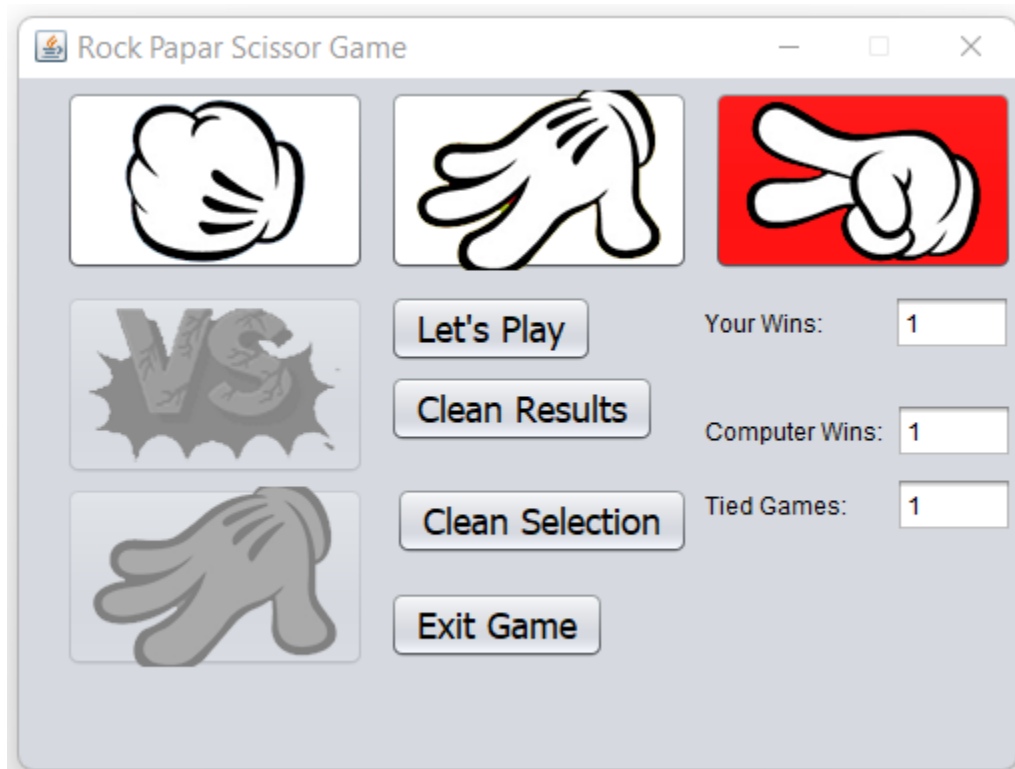 Rock Papar Scissor Game
VS
Let's Play
Your Wins: 1
Clean Results
Computer Wins: 1
Clean Selection
Tied Games: 1
Exit Game